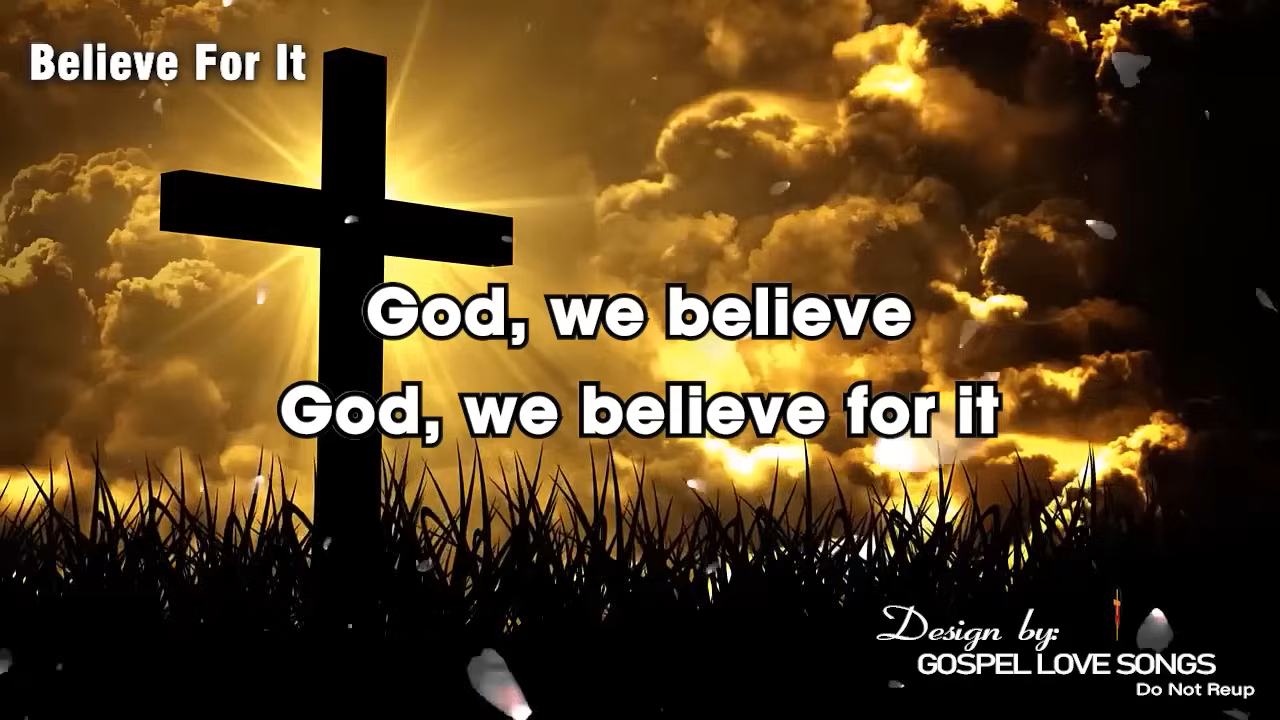 Believe For It
God, we believe
God, we believe for it
Design by:
GOSPEL LOVE SONGS
Do Not Reup